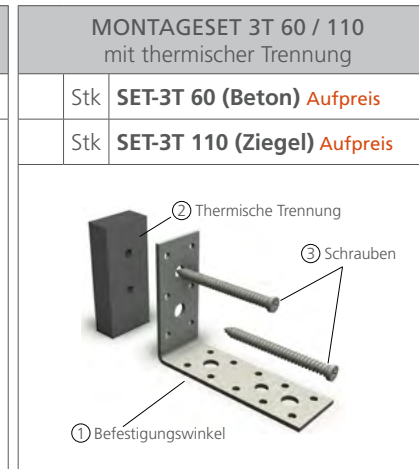 MONTAGESET 3T 60 / 110
mit thermischer Trennung
Stk SET-3T 60 (Beton) Aufpreis
Stk SET-3T 110 (Ziegel) Aufpreis
② Thermische Trennung
③ Schrauben
① Befestigungswinkel